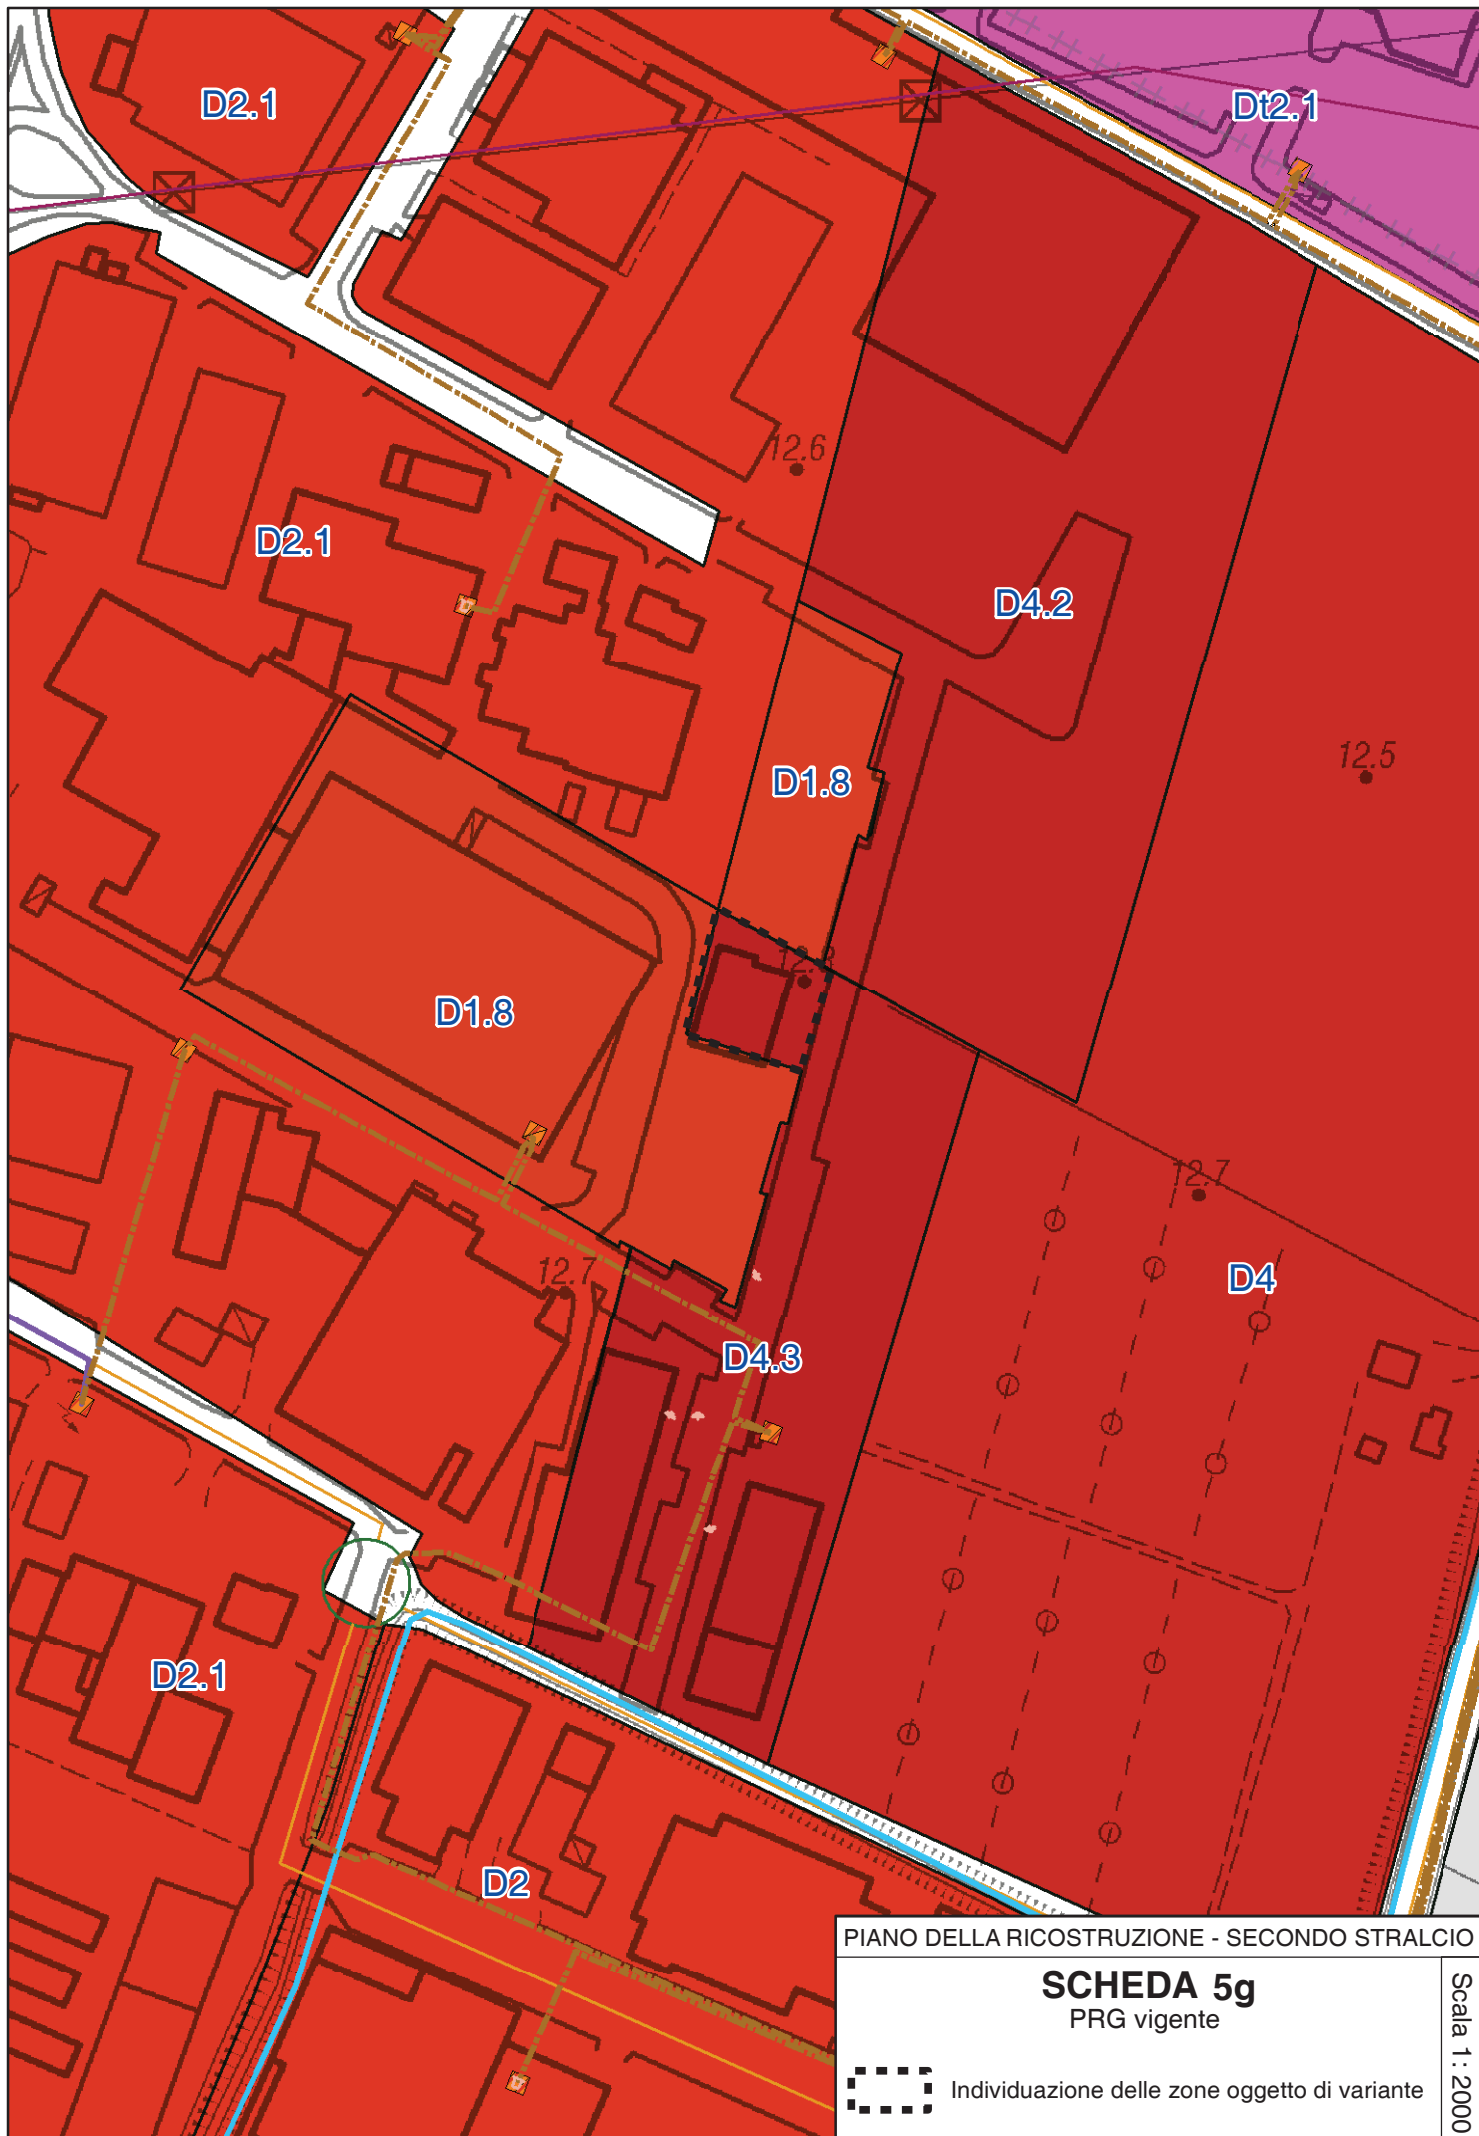 D2.1
Dt2.1
12.6
D2.1
D4.2
12.5
D1.8
12.8
D1.8
12.7
12.7
D4
D4.3
D2.1
D2
PIANO DELLA RICOSTRUZIONE - SECONDO STRALCIO
SCHEDA 5g
PRG vigente
Individuazione delle zone oggetto di variante
Scala 1: 2000